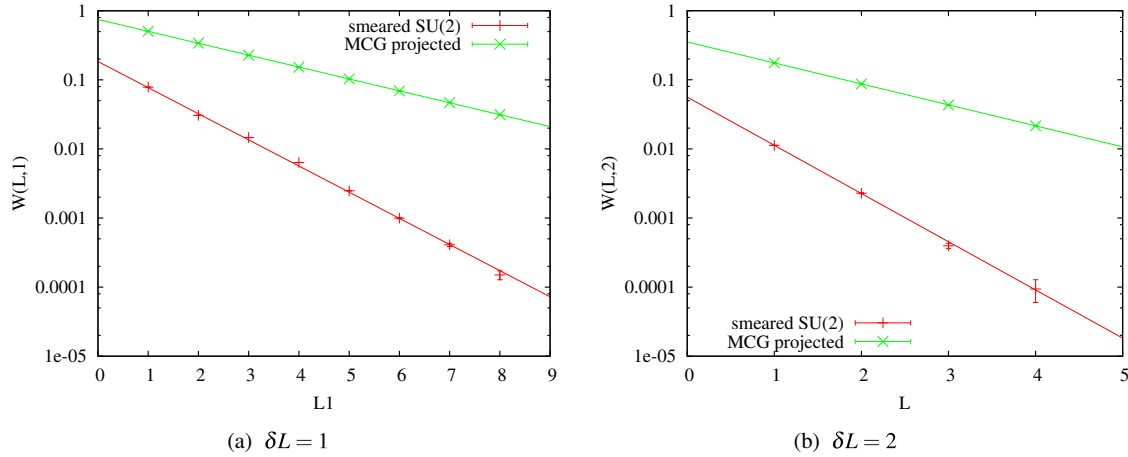 smeared SU(2)
MCG projected
1
0.1
0.01
0.001
0.0001
1e-05
W(L,1)
0 1 2 3 4 5 6 7 8 9
L1
(a) δL = 1
1
0.1
0.01
0.001
0.0001
1e-05
W(L,2)
smeared SU(2)
MCG projected
0 1 2 3 4 5
L
(b) δL = 2